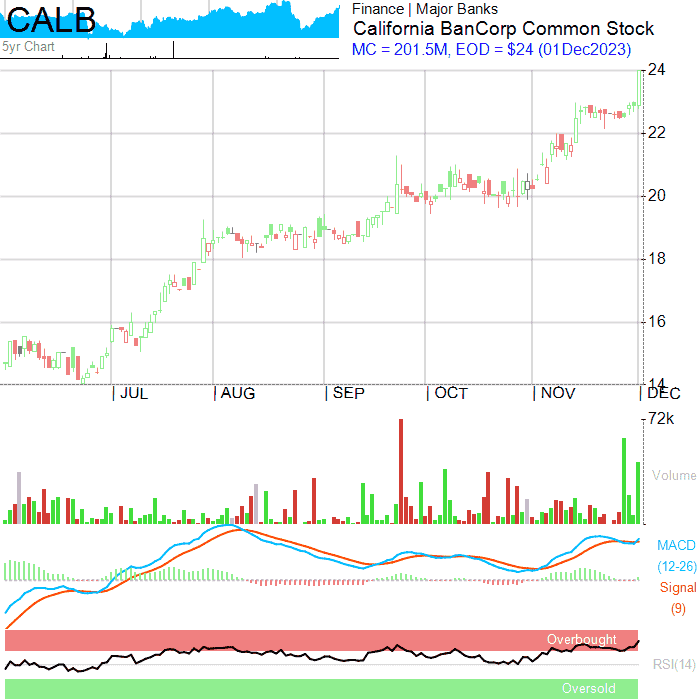 CALB
5yr Chart
Finance | Major Banks
California BanCorp Common Stock
MC = 201.5M, EOD = $24 (01Dec2023)
24
22
20
18
16
14
JUL
AUG
SEP
OCT
NOV
DEC
72k
Volume
MACD
(12-26)
Signal
(9)
Overbought
RSI(14)
Oversold